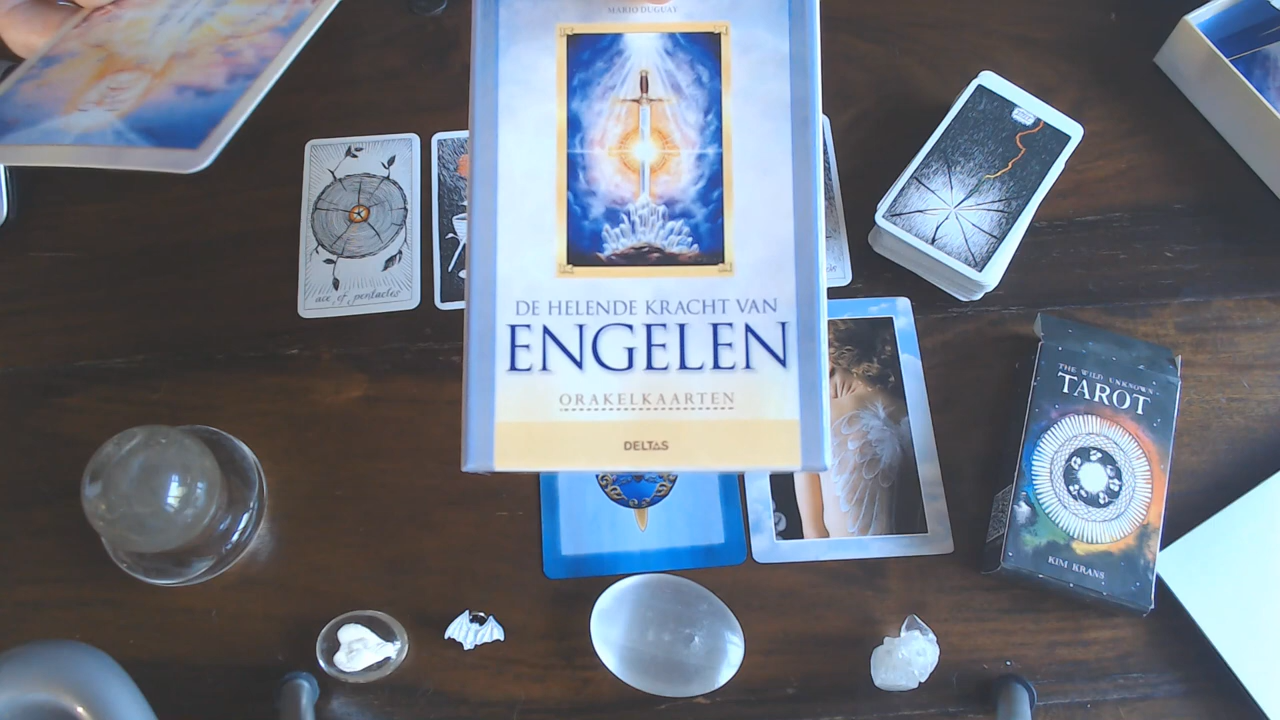 MARIO DUGUAY
DE HELENDE KRACHT VAN
ENGELEN
ORAKELKAARTEN
DELTAS
ace of pentacles
THE WILD UNKNOWN
TAROT
KIM KRANS